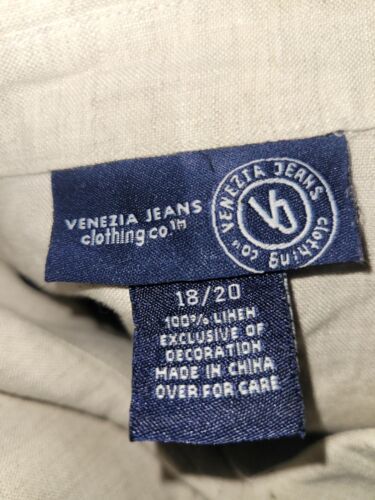 VENEZIA JEANS
clothing co.™
VENEZIA JEANS
clothing co.
VJ
18/20
100% LINEN
EXCLUSIVE OF
DECORATION
MADE IN CHINA
OVER FOR CARE